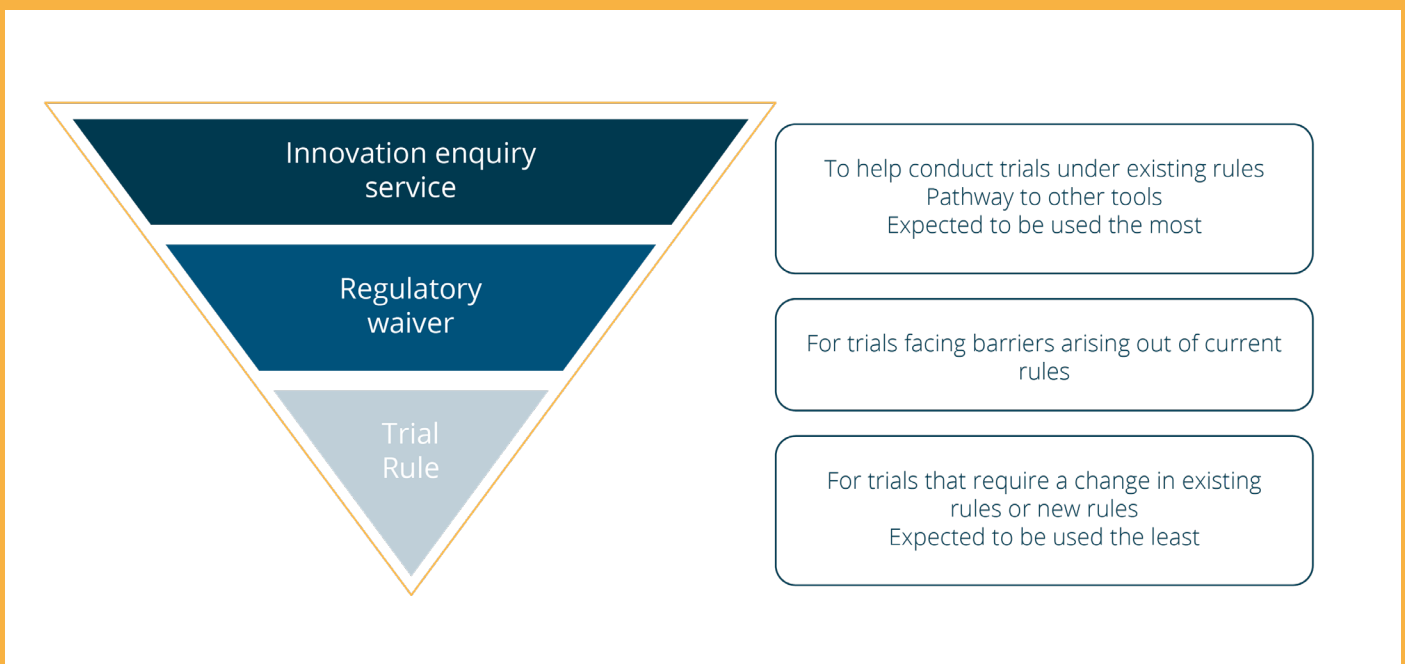 Innovation enquiry
service
To help conduct trials under existing rules
Pathway to other tools
Expected to be used the most
Regulatory
waiver
For trials facing barriers arising out of current
rules
Trial
Rule
For trials that require a change in existing
rules or new rules
Expected to be used the least